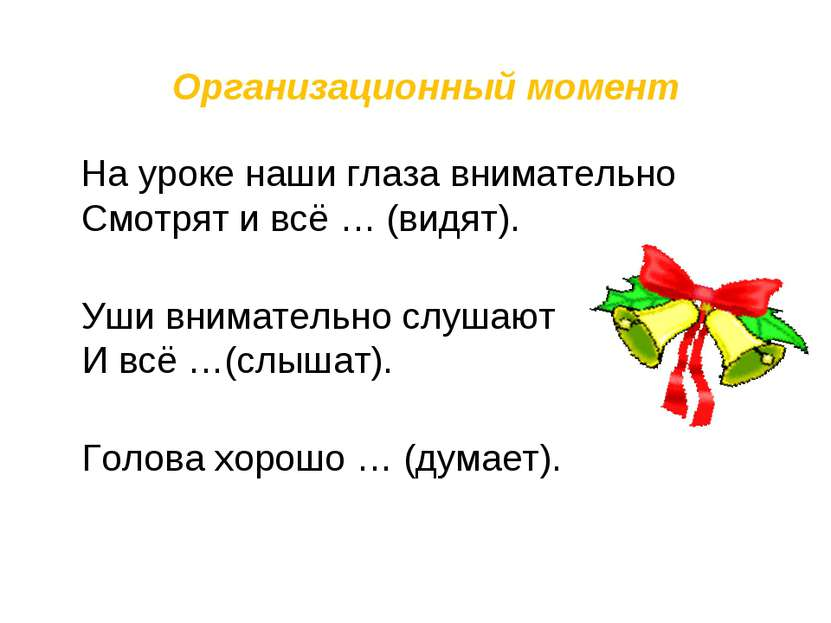 Организационный момент
На уроке наши глаза внимательно
Смотрят и всё … (видят).
Уши внимательно слушают
И всё …(слышат).
Голова хорошо … (думает).